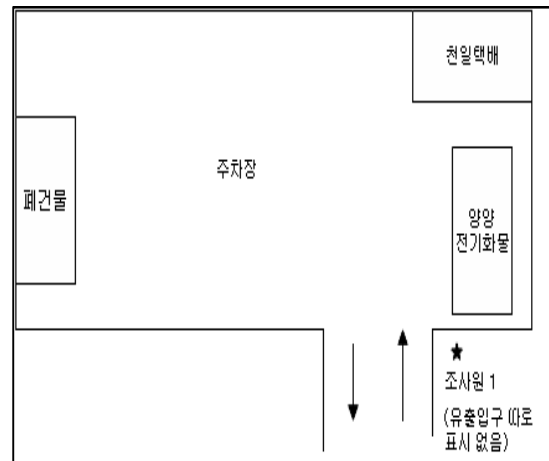 천일택배
주차장
폐건물
양양
전기화물
★
조사원 1
(유출입구 따로
표시 없음)